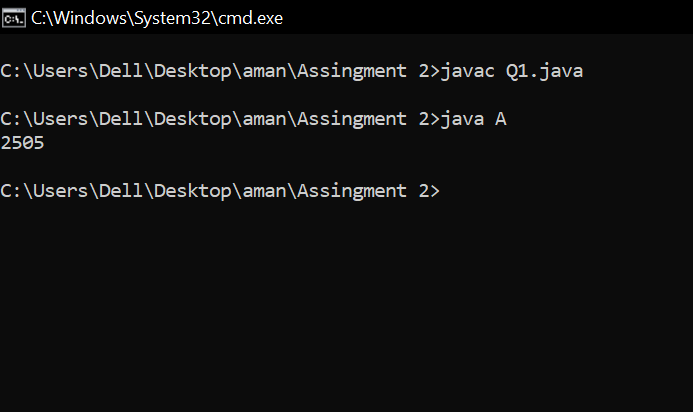 C:\Windows\System32\cmd.exe
C:\Users\Dell\Desktop\aman\Assingment 2>javac Q1.java
C:\Users\Dell\Desktop\aman\Assingment 2>java A
2505
C:\Users\Dell\Desktop\aman\Assingment 2>